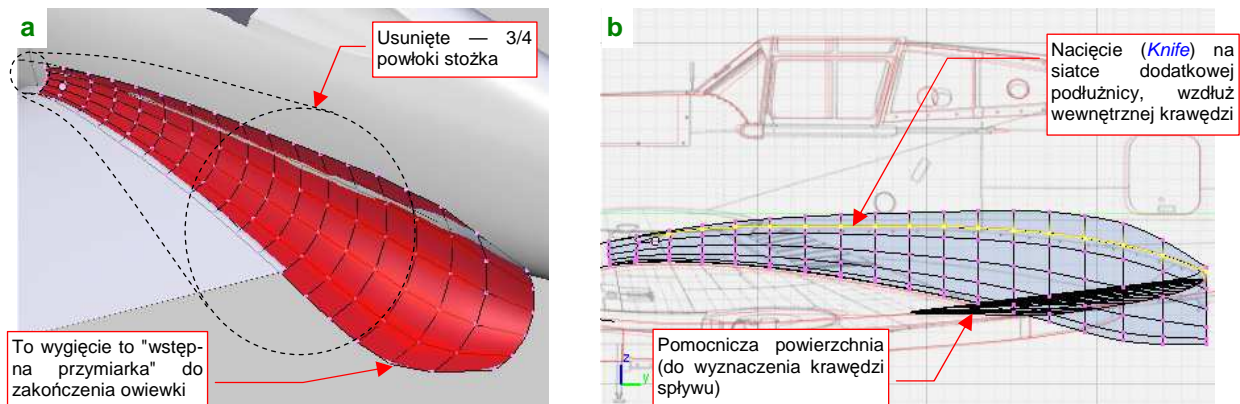 a
Usunięte — 3/4
powłoki stożka
To wygięcie to "wstęp-
na przymiarka" do
zakończenia owiewki
b
Nacięcie (Knife) na
siatce dodatkowej
podłużnicy, wzdłuż
wewnętrznej krawędzi
Pomocnicza powierzchnia
(do wyznaczenia krawędzi
spływu)
z
y